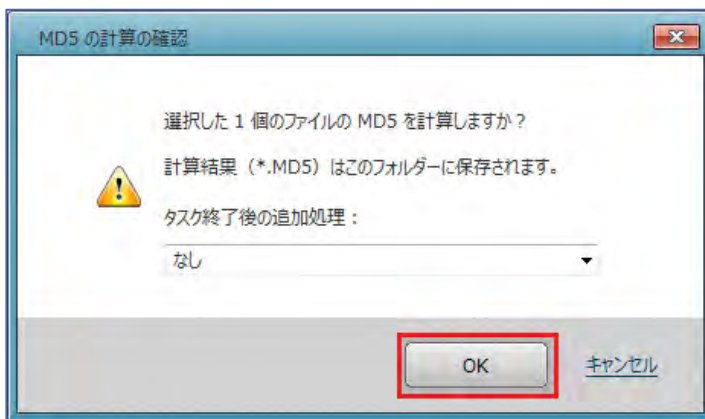 MD5 の計算の確認
選択した 1 個のファイルの MD5 を計算しますか？
計算結果（*.MD5）はこのフォルダーに保存されます。
タスク終了後の追加処理：
なし
OK
キャンセル